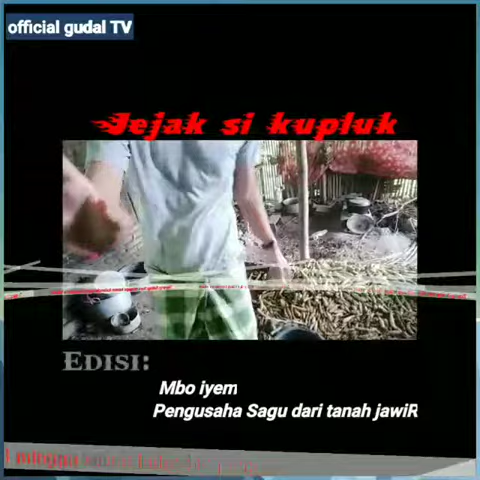 official gudal TV
Jejak si kupluk
EDISI:
Mbo iyem
Pengusaha Sagu dari tanah jawiR